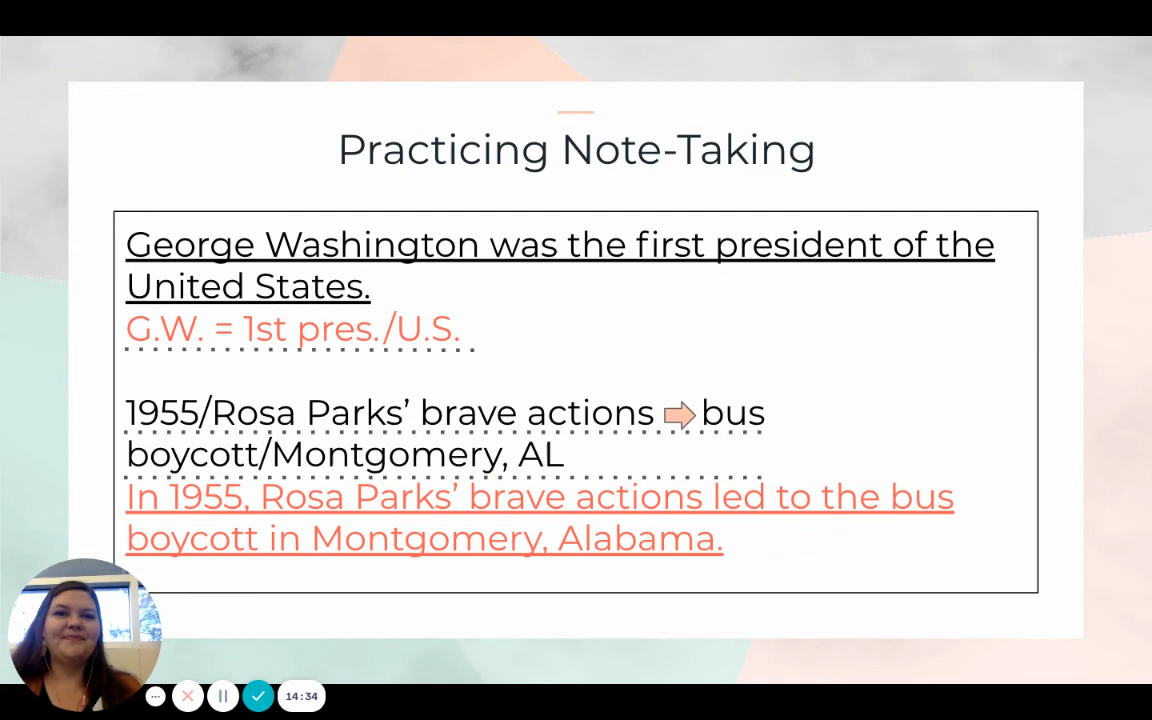 Practicing Note-Taking
George Washington was the first president of the
United States.
G.W. = 1st pres./U.S.
1955/Rosa Parks’ brave actions bus
boycott/Montgomery, AL
In 1955, Rosa Parks’ brave actions led to the bus
boycott in Montgomery, Alabama.
14:34